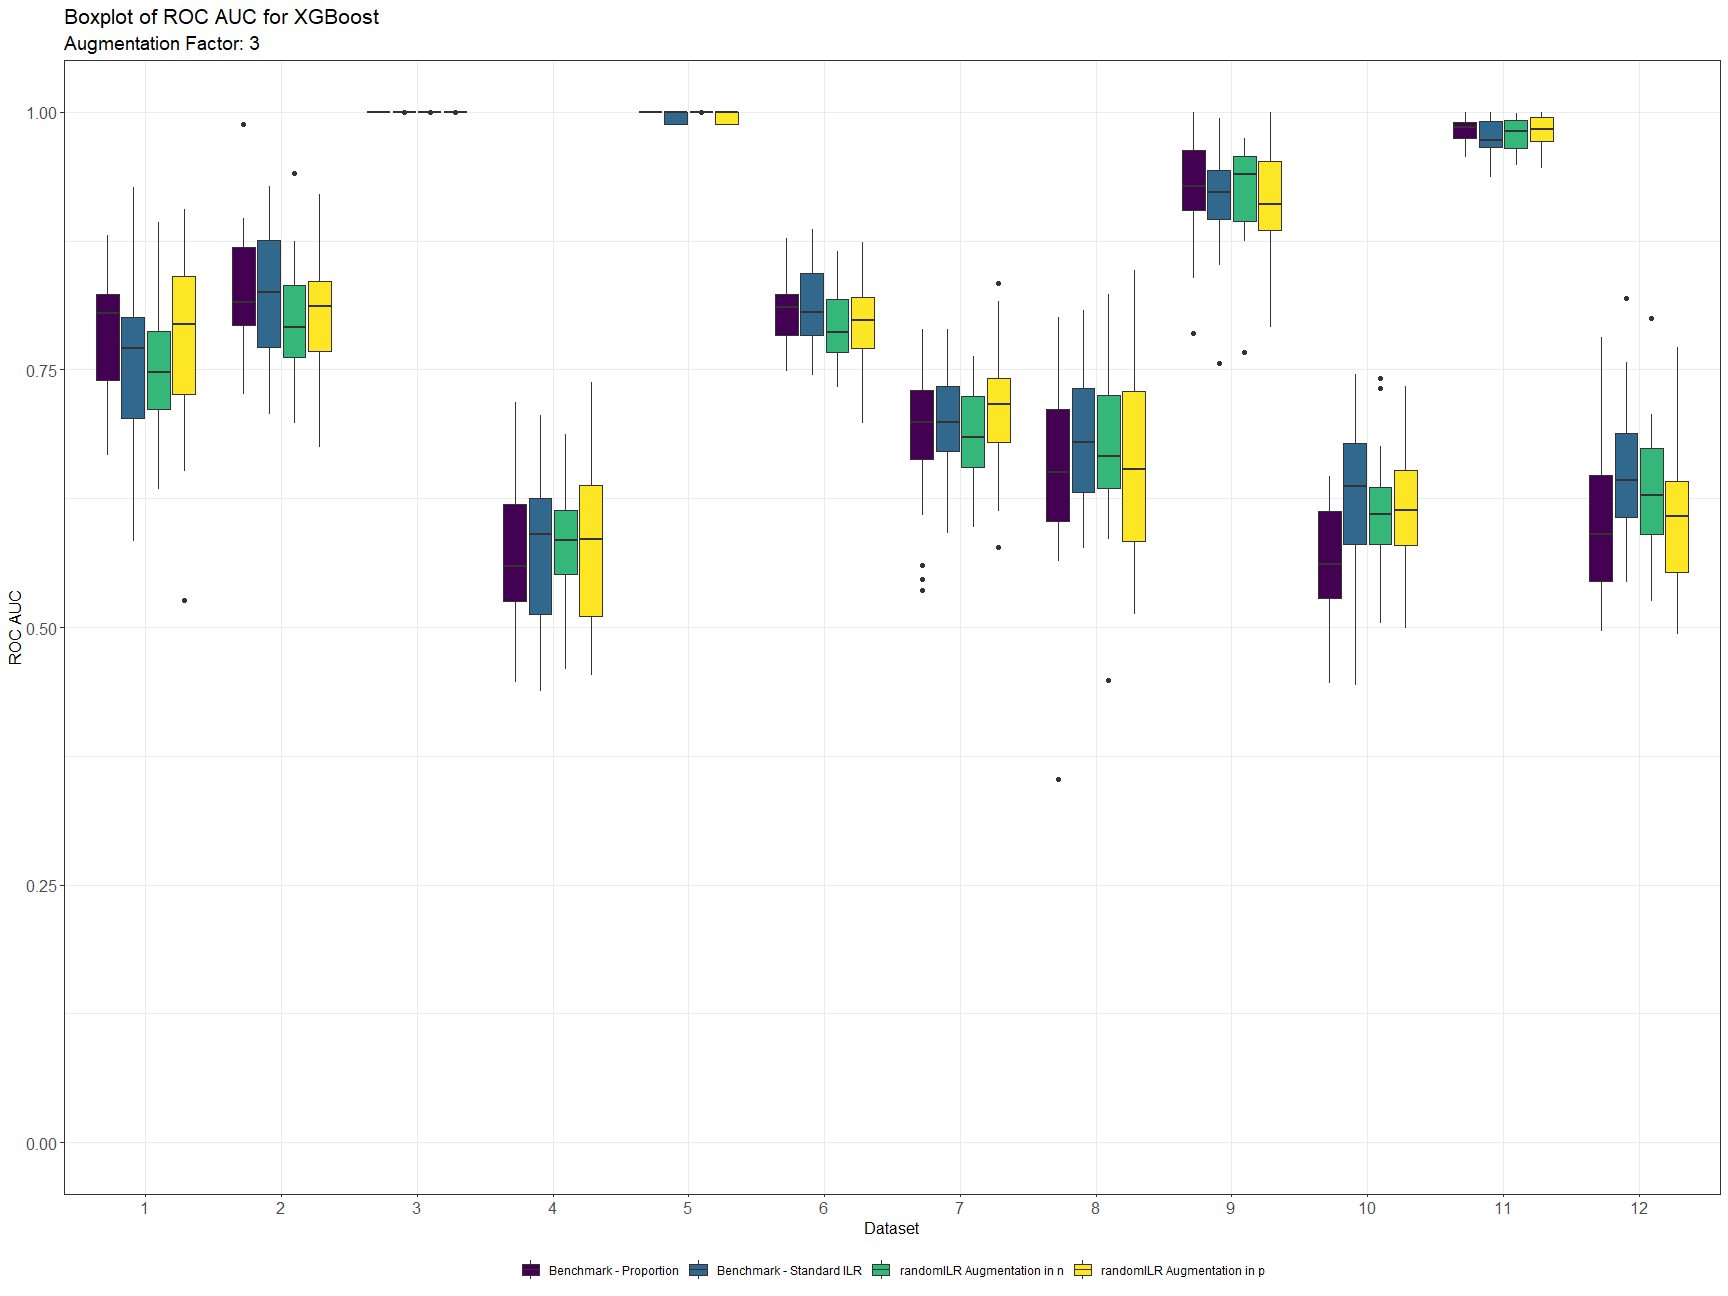 Boxplot of ROC AUC for XGBoost
Augmentation Factor: 3
1.00
0.75
0.50
0.25
0.00
ROC AUC
1 2 3 4 5 6 7 8 9 10 11 12
Dataset
Benchmark - Proportion Benchmark - Standard ILR randomILR Augmentation in n randomILR Augmentation in p